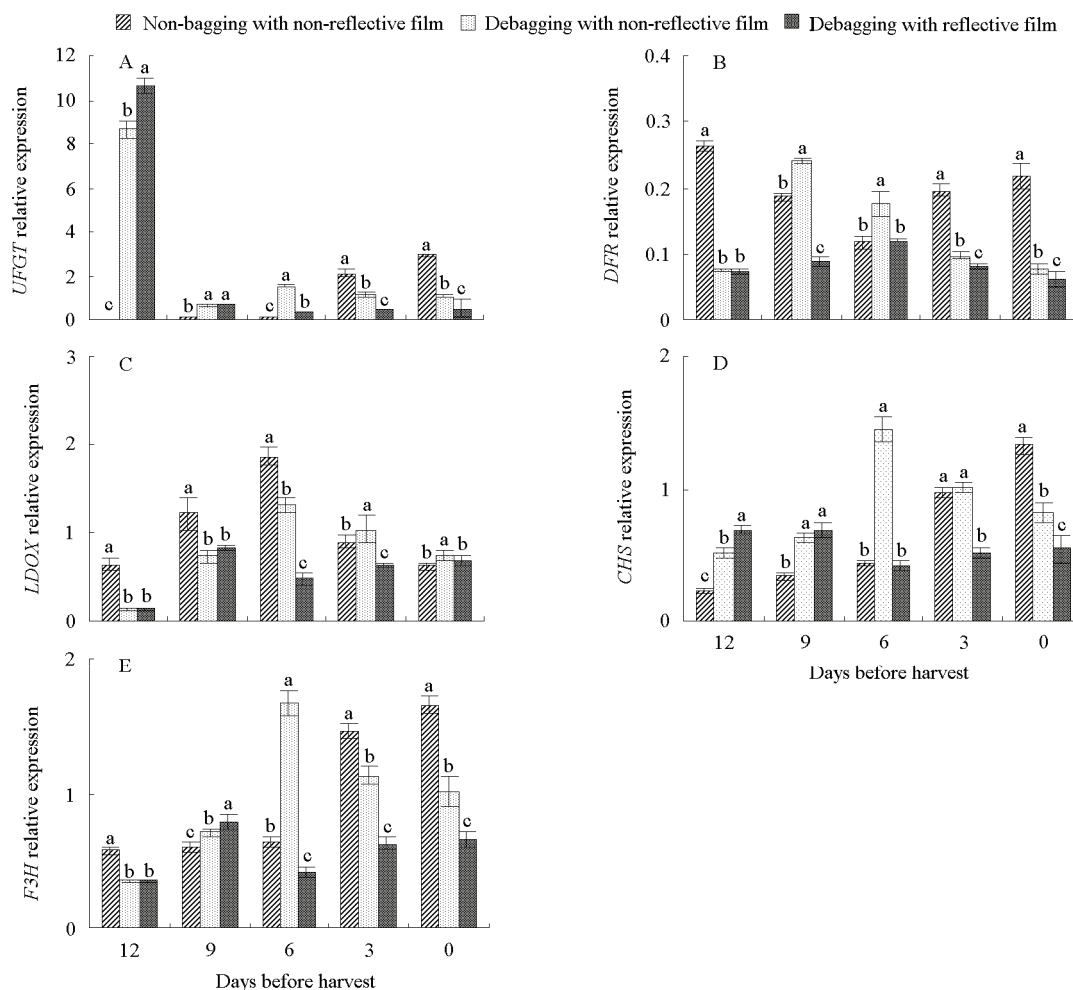 Non-bagging with non-reflective film Debagging with non-reflective film Debagging with reflective film
A
UFGT relative expression
12
10
8
6
4
2
0
c b a
b a a
c a b
a b c
a b c
B
DFR relative expression
0.4
0.3
0.2
0.1
0
a b b
b a c
b a b
a b c
a b c
C
LDOX relative expression
3
2
1
0
a b b
a b b
a b c
b a c
b a b
D
CHS relative expression
2
1
0
c b a
b a a
b a b
a a b
a b c
12 9 6 3 0
Days before harvest
E
F3H relative expression
2
1
0
a b b
c b a
b a c
a b c
a b c
12 9 6 3 0
Days before harvest